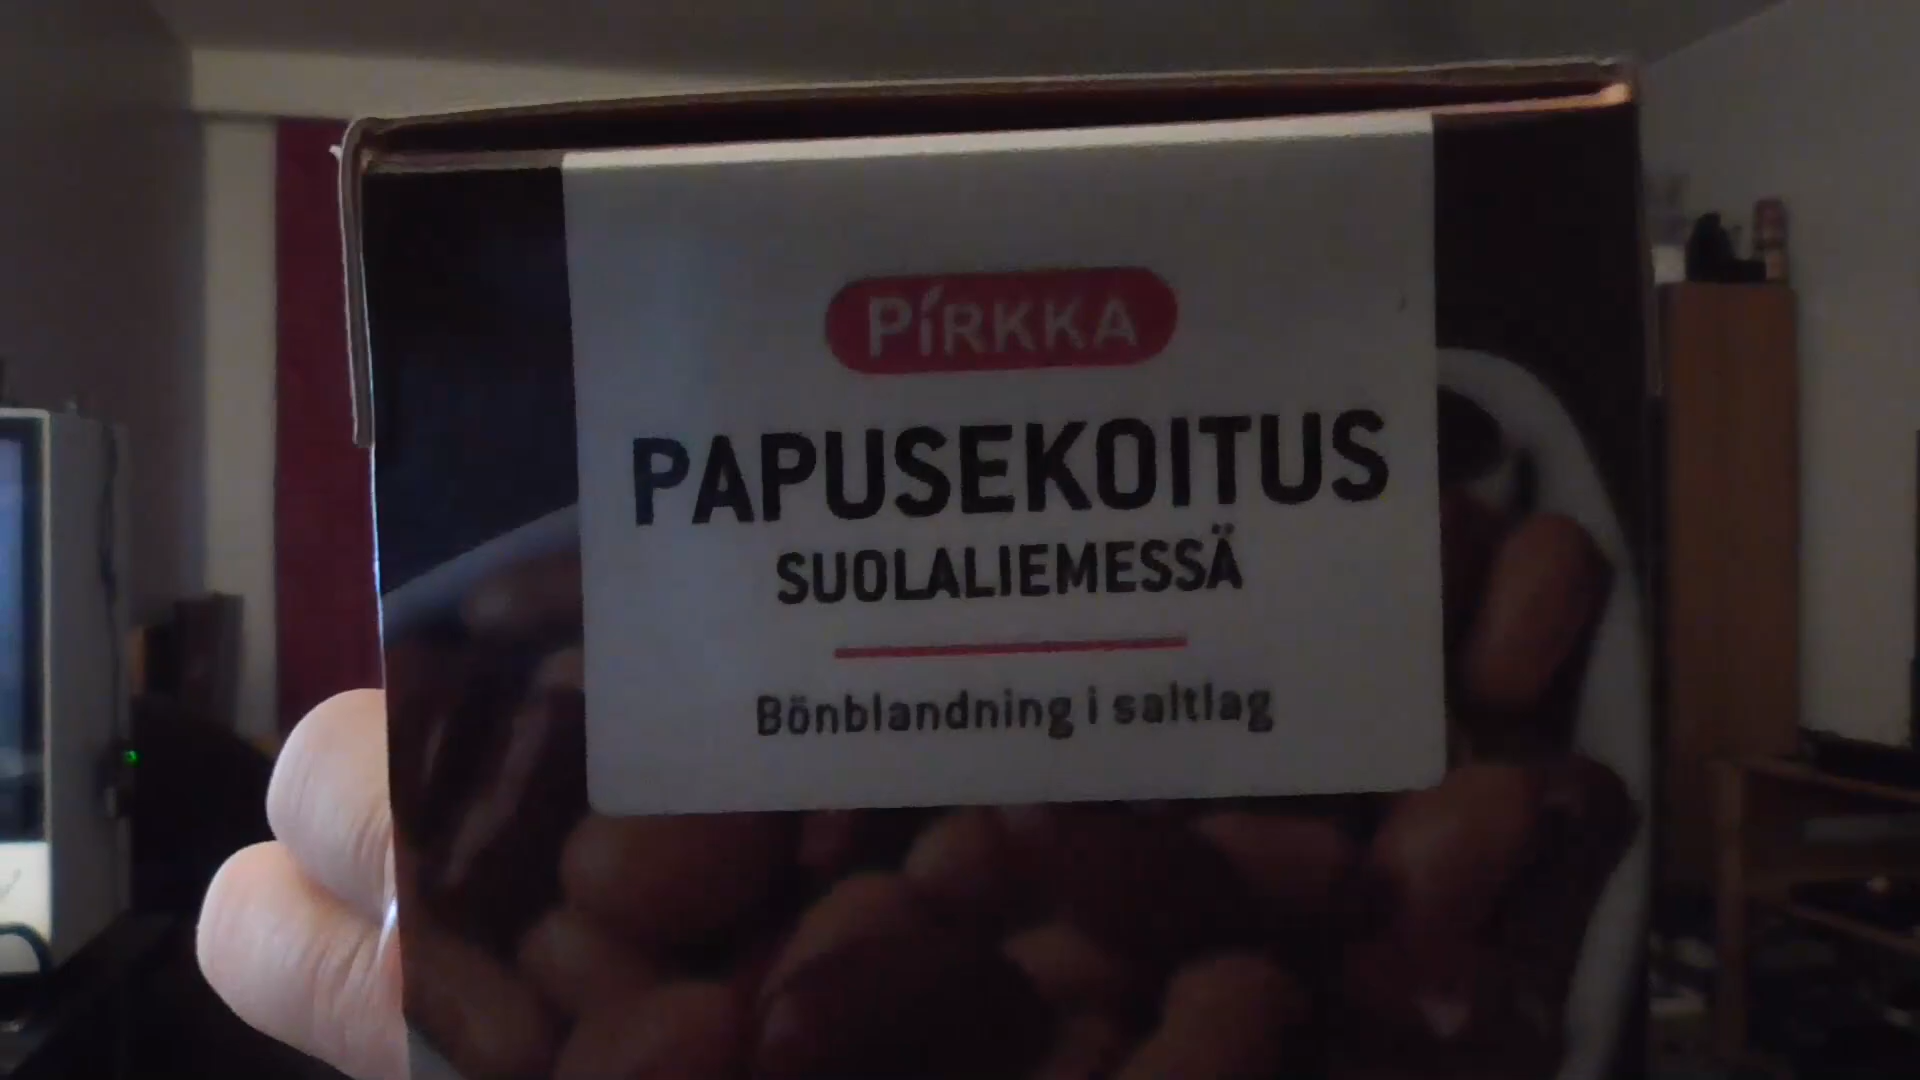 PIRKKA
PAPUSEKOITUS
SUOLALIEMESSÄ
Bönblandning i saltlag